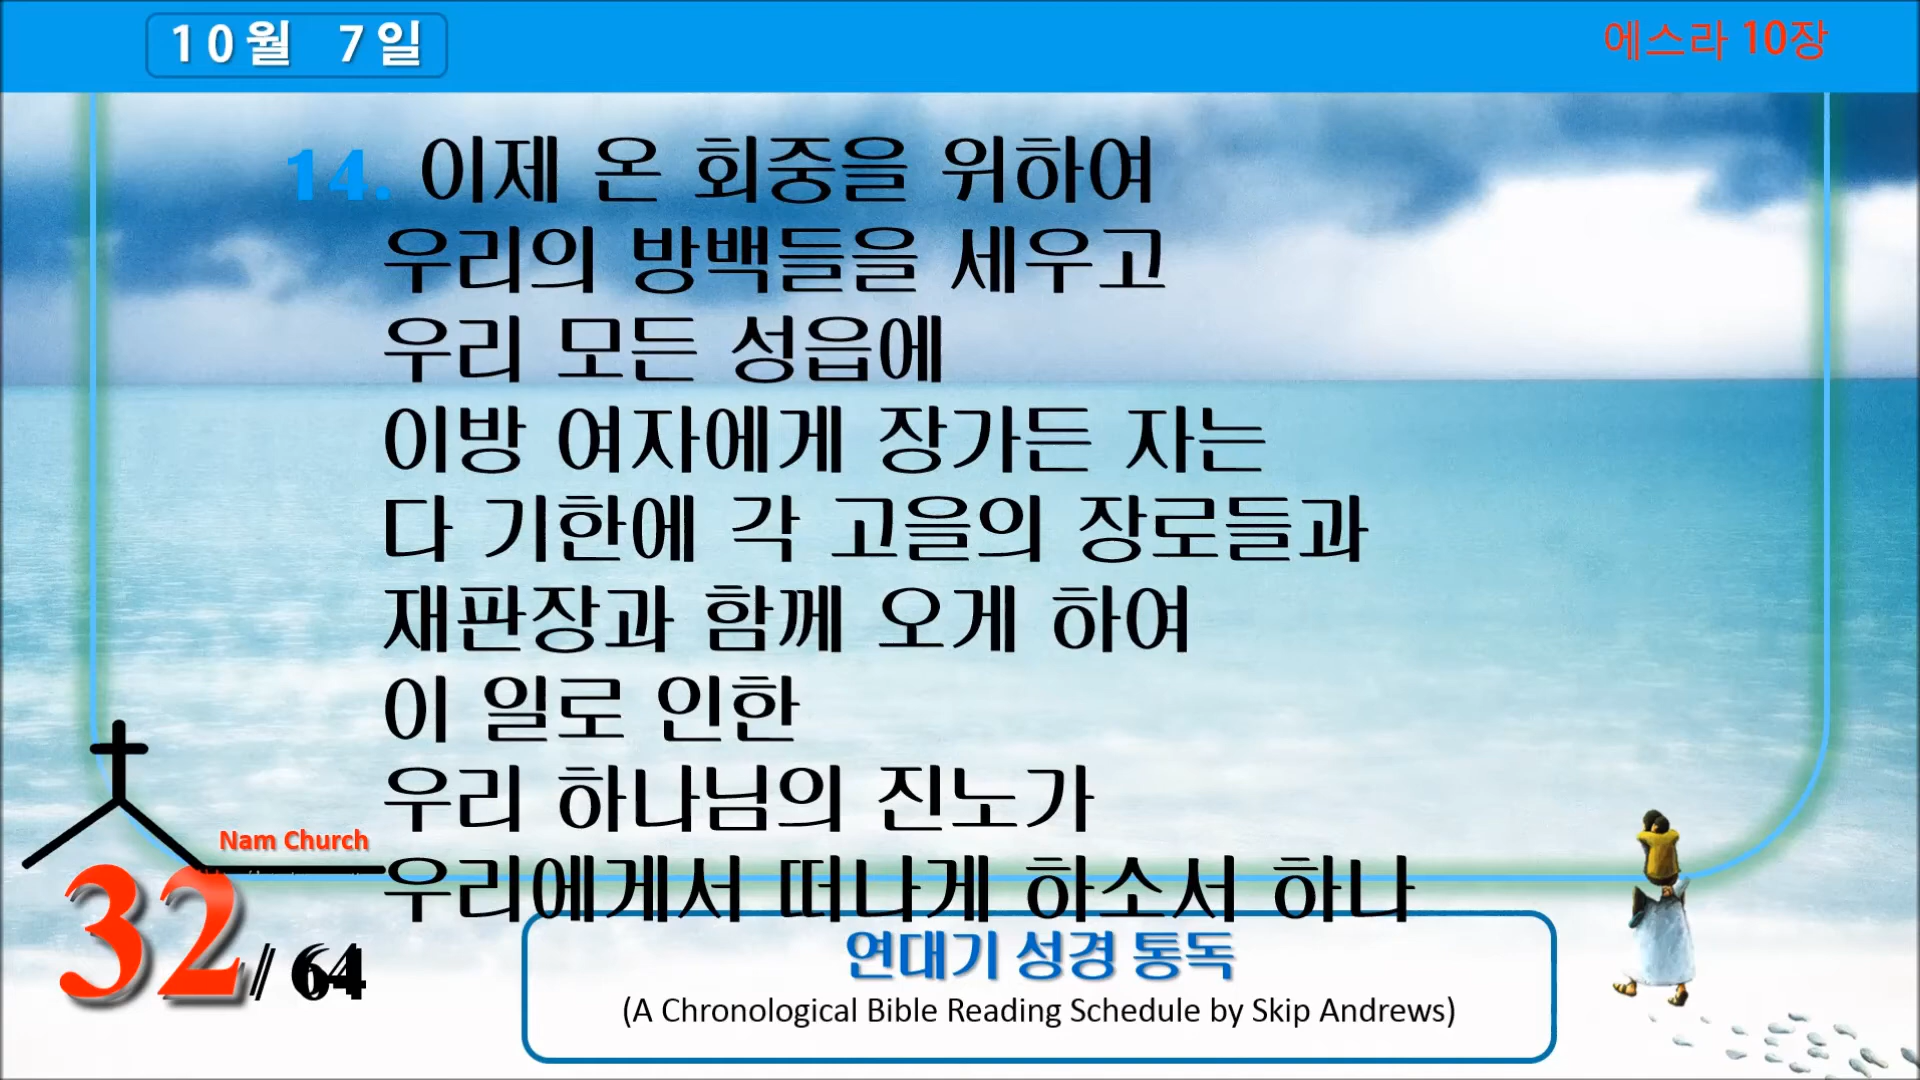 10월 7일
에스라 10장
14. 이제 온 회중을 위하여
우리의 방백들을 세우고
우리 모든 성읍에
이방 여자에게 장가든 자는
다 기한에 각 고을의 장로들과
재판장과 함께 오게 하여
이 일로 인한
우리 하나님의 진노가
우리에게서 떠나게 하소서 하나
Nam Church
32 / 64
연대기 성경 통독
(A Chronological Bible Reading Schedule by Skip Andrews)